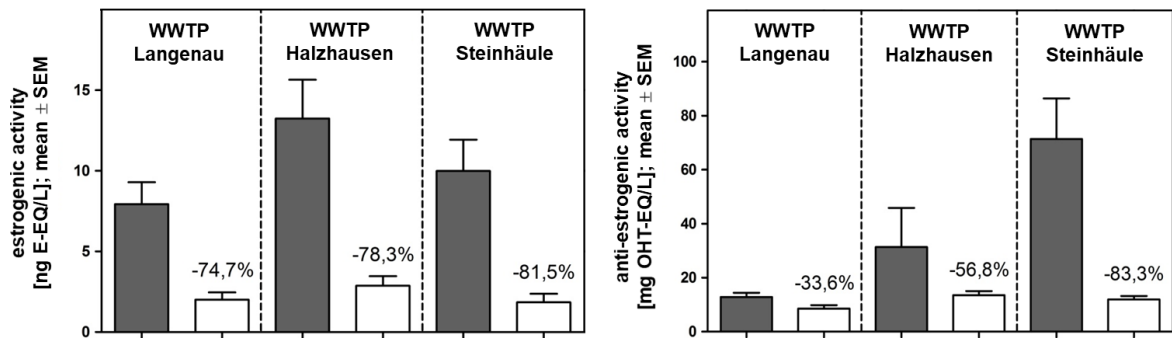 estrogenic activity
[ng E-EQ/L]; mean ± SEM
15
10
5
0
WWTP
Langenau
WWTP
Halzhausen
WWTP
Steinhäule
-74,7%
-78,3%
-81,5%
anti-estrogenic activity
[mg OHT-EQ/L]; mean ± SEM
100
80
60
40
20
0
WWTP
Langenau
WWTP
Halzhausen
WWTP
Steinhäule
-33,6%
-56,8%
-83,3%